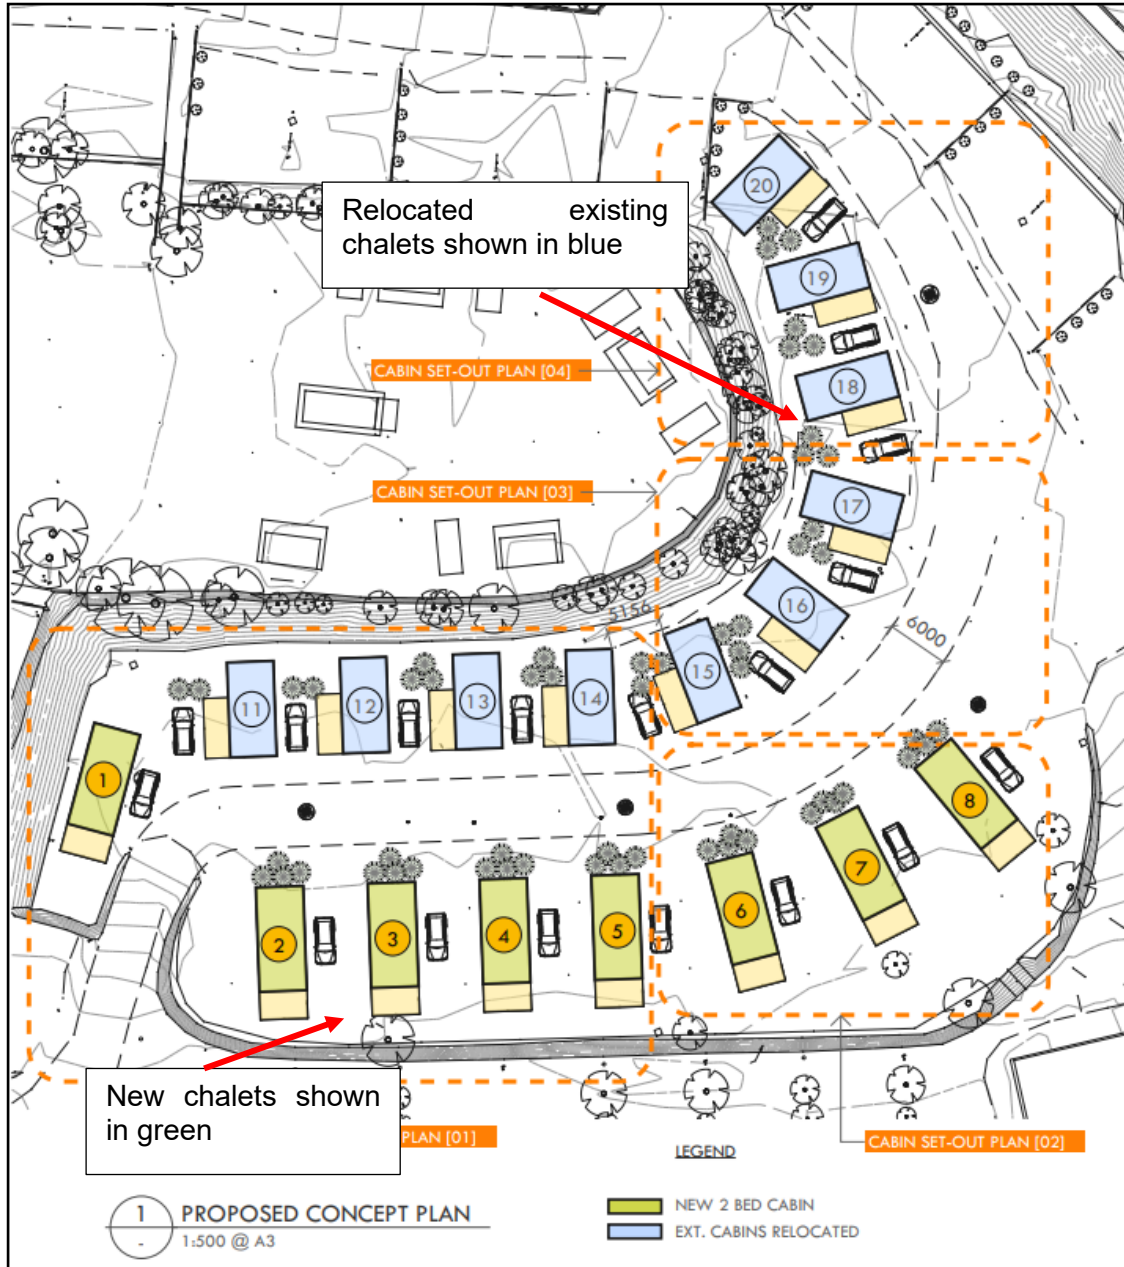 20
Relocated existing
chalets shown in blue
19
CABIN SET-OUT PLAN [04]
18
CABIN SET-OUT PLAN [03]
17
16
5156
6000
15
11
12
13
14
1
8
7
6
2
3
4
5
New chalets shown
in green
PLAN [01]
CABIN SET-OUT PLAN [02]
LEGEND
NEW 2 BED CABIN
EXT. CABINS RELOCATED
1
-
PROPOSED CONCEPT PLAN
1:500 @ A3